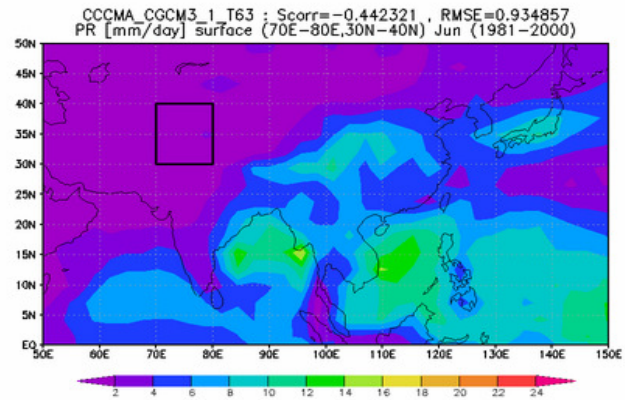 CCCMA_CGCM3_1_T63 : Scorr=-0.442321 , RMSE=0.934857
PR [mm/day] surface (70E-80E,30N-40N) Jun (1981-2000)
50N
45N
40N
35N
30N
25N
20N
15N
10N
5N
EQ
50E 60E 70E 80E 90E 100E 110E 120E 130E 140E 150E
2 4 6 8 10 12 14 16 18 20 22 24